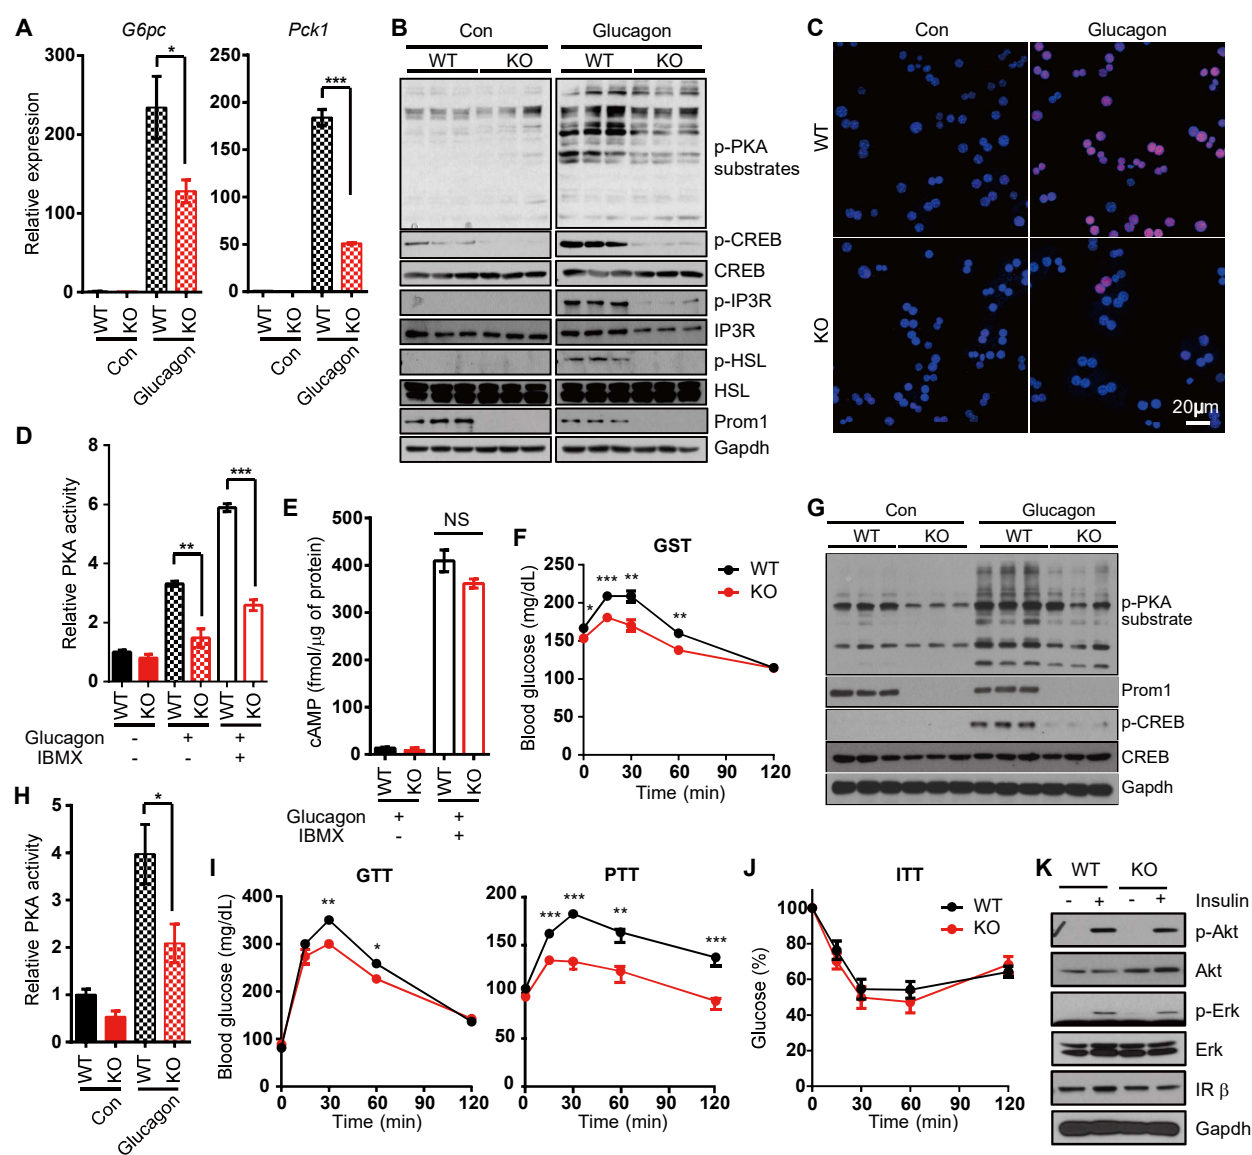 A
G6pc
Pck1
Relative expression
300
200
100
0
*
250
200
150
100
50
0
***
WT
KO
WT
KO
Con
Glucagon
WT
KO
WT
KO
Con
Glucagon
B
Con
Glucagon
WT
KO
WT
KO
p-PKA
substrates
p-CREB
CREB
p-IP3R
IP3R
p-HSL
HSL
Prom1
Gapdh
C
Con
Glucagon
WT
KO
20µm
D
Relative PKA activity
8
6
4
2
0
**
***
WT
KO
WT
KO
WT
KO
Glucagon - + +
IBMX - - +
E
cAMP (fmol/µg of protein)
500
400
300
200
100
0
NS
WT
KO
WT
KO
Glucagon + +
IBMX - +
F
GST
Blood glucose (mg/dL)
250
200
150
100
50
0
* *** ** **
WT
KO
0 30 60 120
Time (min)
G
Con
Glucagon
WT
KO
WT
KO
p-PKA
substrate
Prom1
p-CREB
CREB
Gapdh
H
Relative PKA activity
5
4
3
2
1
0
*
WT
KO
WT
KO
Con
Glucagon
I
GTT
Blood glucose (mg/dL)
400
300
200
100
0
**
*
0 30 60 120
Time (min)
PTT
200
150
100
50
0
*** *** ** ***
0 30 60 120
Time (min)
J
ITT
Glucose (%)
100
80
60
40
20
0
WT
KO
0 30 60 120
Time (min)
K
WT KO
- + - + Insulin
p-Akt
Akt
p-Erk
Erk
IR β
Gapdh